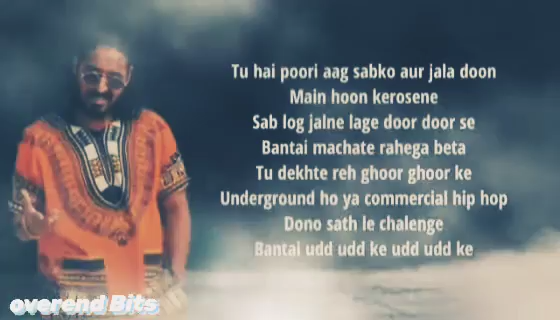 Tu hai poori aag sabko aur jala doon
Main hoon kerosene
Sab log jalne lage door door se
Bantai machate rahega beta
Tu dekhte reh ghoor ghoor ke
Underground ho ya commercial hip hop
Dono sath le chalenge
Bantai udd udd ke udd udd ke
overend Bits